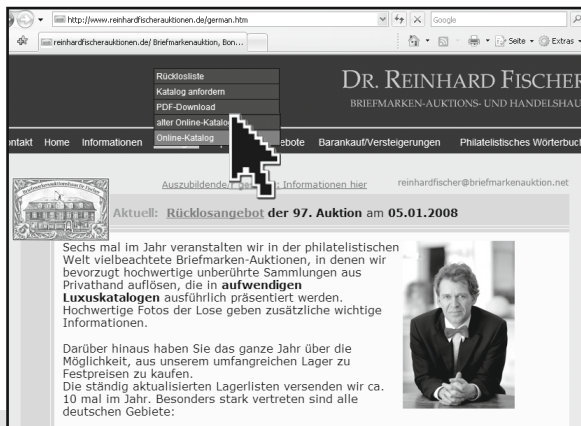 http://www.reinhardfischerauktionen.de/german.htm
Google
reinhardfischerauktionen.de/ Briefmarkenauktion, Bon...
Seite
Extras
Rücklosliste
Katalog anfordern
PDF-Download
alter Online-Katalo
Online-Katalog
DR. REINHARD FISCHER
BRIEFMARKEN-AUKTIONS- UND HANDELSHAU
ontakt Home Informationen ebote Barankauf/Versteigerungen Philatelistisches Wörterbuc
Auszubildende/r ge Informationen hier
reinhardfischer@briefmarkenauktion.net
Aktuell: Rücklosangebot der 97. Auktion am 05.01.2008
Sechs mal im Jahr veranstalten wir in der philatelistischen
Welt vielbeachtete Briefmarken-Auktionen, in denen wir
bevorzugt hochwertige unberührte Sammlungen aus
Privathand auflösen, die in aufwendigen
Luxuskatalogen ausführlich präsentiert werden.
Hochwertige Fotos der Lose geben zusätzliche wichtige
Informationen.
Darüber hinaus haben Sie das ganze Jahr über die
Möglichkeit, aus unserem umfangreichen Lager zu
Festpreisen zu kaufen.
Die ständig aktualisierten Lagerlisten versenden wir ca.
10 mal im Jahr. Besonders stark vertreten sind alle
deutschen Gebiete: